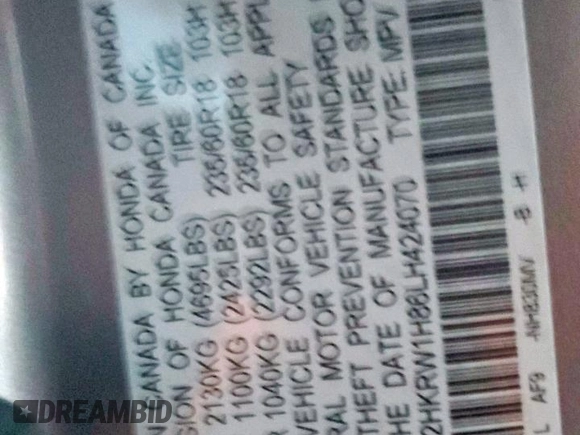 CANADA BY HONDA OF CANADA
SION OF HONDA CANADA INC.
TIRE SIZE
2130KG (4695LBS)
1100KG (2425LBS) 235/60R18 103H
1040KG (2292LBS) 235/60R18 103H
VEHICLE CONFORMS TO ALL APPL
RAL MOTOR VEHICLE SAFETY
THEFT PREVENTION STANDARDS
HE DATE OF MANUFACTURE SHO
2HKRW1H86LH424070 TYPE: MPV
L AF9 -NH830MV -B -H
DREAMBID